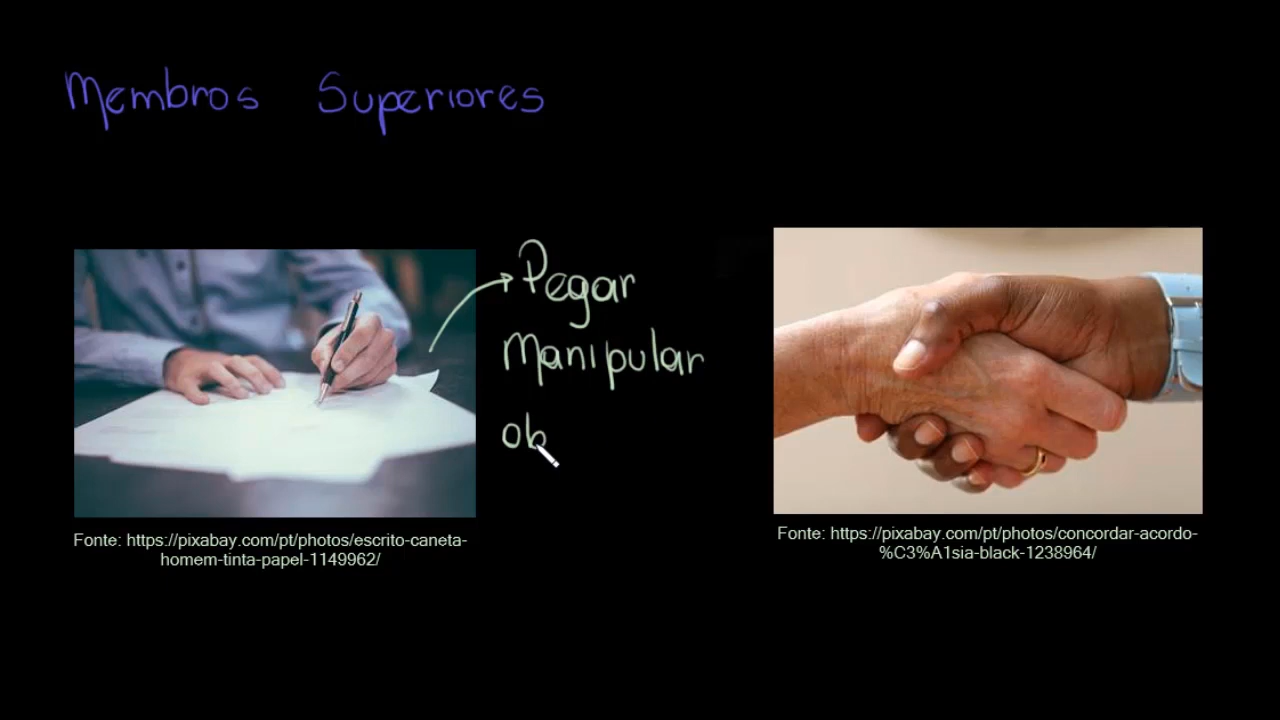 Membros Superiores
Pegar
Manipular
ob
Fonte: https://pixabay.com/pt/photos/escrito-caneta-
homem-tinta-papel-1149962/
Fonte: https://pixabay.com/pt/photos/concordar-acordo-
%C3%A1sia-black-1238964/